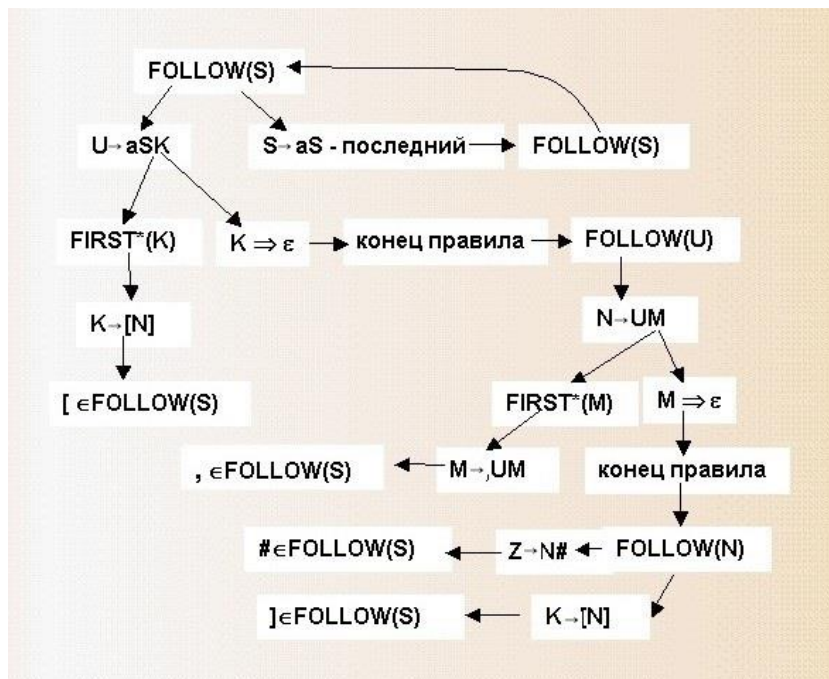 FOLLOW(S)
U→aSK
S→aS - последний
FOLLOW(S)
FIRST*(K)
K⇒ε
конец правила
FOLLOW(U)
K→[N]
N→UM
[ ∈FOLLOW(S)
FIRST*(M)
M⇒ε
, ∈FOLLOW(S)
M→,UM
конец правила
#∈FOLLOW(S)
Z→N#
FOLLOW(N)
]∈FOLLOW(S)
K→[N]